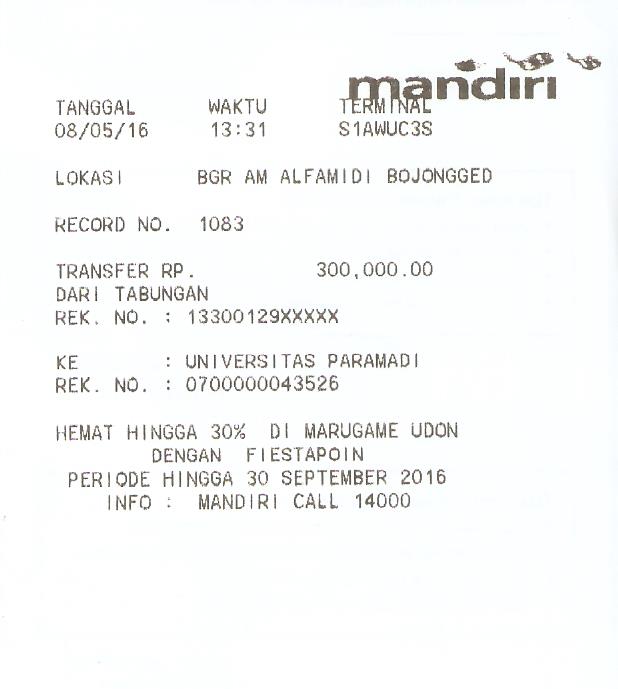 mandiri
TANGGAL WAKTU TERMINAL
08/05/16 13:31 S1AWUC3S
LOKASI BGR AM ALFAMIDI BOJONGGED
RECORD NO. 1083
TRANSFER RP. 300,000.00
DARI TABUNGAN
REK. NO. : 13300129XXXXX
KE : UNIVERSITAS PARAMADI
REK. NO. : 0700000043526
HEMAT HINGGA 30% DI MARUGAME UDON
DENGAN FIESTAPOIN
PERIODE HINGGA 30 SEPTEMBER 2016
INFO : MANDIRI CALL 14000